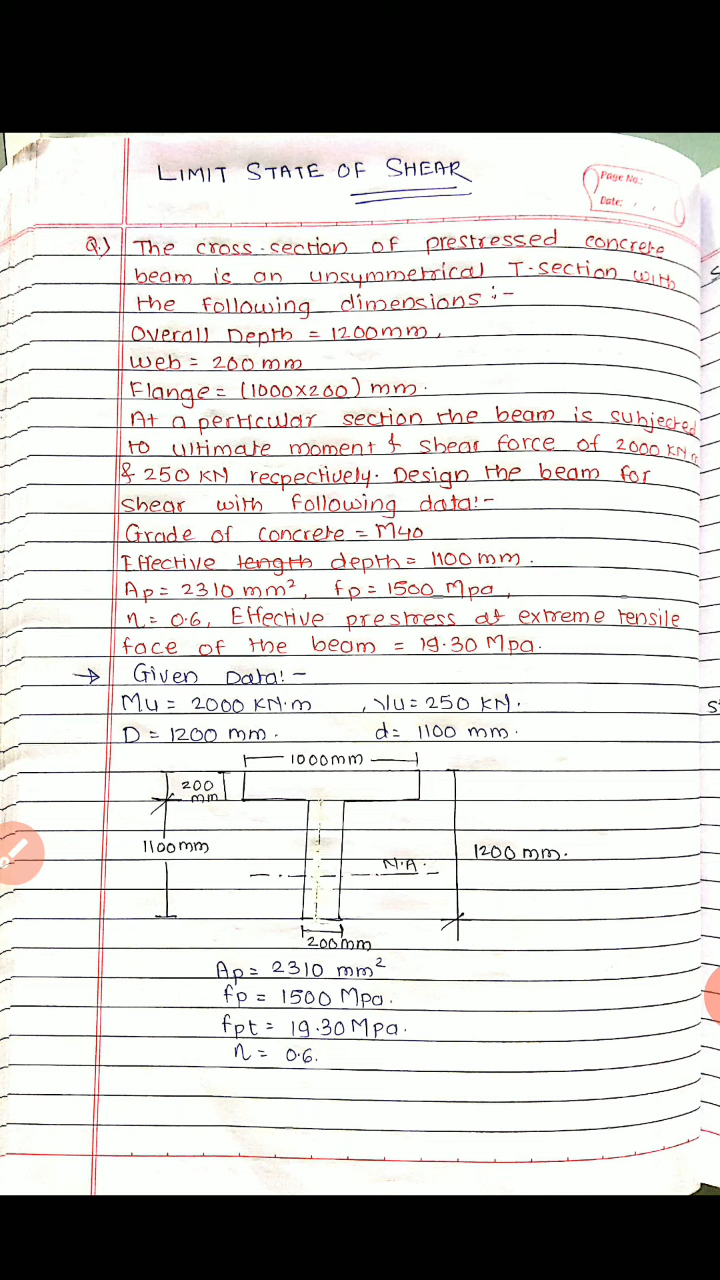 LIMIT STATE OF SHEAR
Page No.:
Date:
Q.) The cross-section of prestressed concrete
beam is an unsymmetrical T-section with
the following dimensions :-
Overall Depth = 1200mm,
Web = 200 mm
Flange = (1000x200) mm.
At a perticular section the beam is subjected
to ultimate moment & shear force of 2000 KN m
& 250 KN recpectively. Design the beam for
shear with following data:-
Grade of concrete = M40
Effective length depth = 1100 mm.
Ap = 2310 mm², fp = 1500 Mpa,
η = 0.6, Effective prestress at extreme tensile
face of the beam = 19.30 Mpa.
→ Given Data:-
Mu = 2000 KN.m , Vu = 250 KN.
D = 1200 mm. d = 1100 mm.
1000mm
200 mm
1100mm
N.A.
1200 mm.
200mm
Ap = 2310 mm²
fp = 1500 Mpa.
fpt = 19.30 Mpa.
η = 0.6.